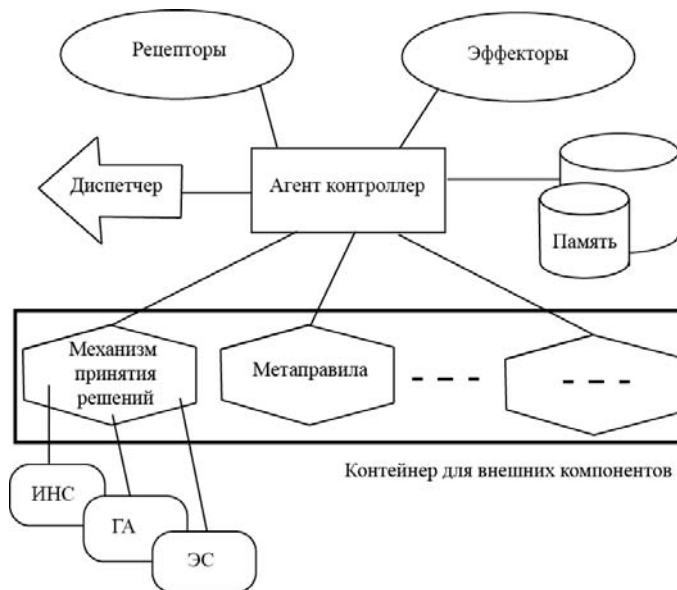 Рецепторы
Эффекторы
Диспетчер
Агент контроллер
Память
Механизм
принятия
решений
Метаправила
Контейнер для внешних компонентов
ИНС
ГА
ЭС